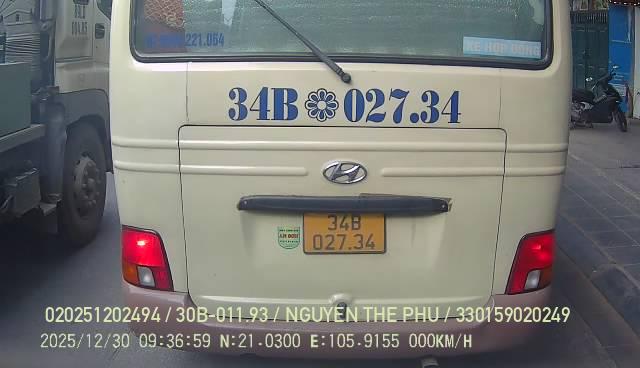 221.054
XE HỢP ĐỒNG
34B 027.34
34B
027.34
020251202494 / 30B-011.93 / NGUYEN THE PHU / 330159020249
2025/12/30 09:36:59 N:21.0300 E:105.9155 000KM/H